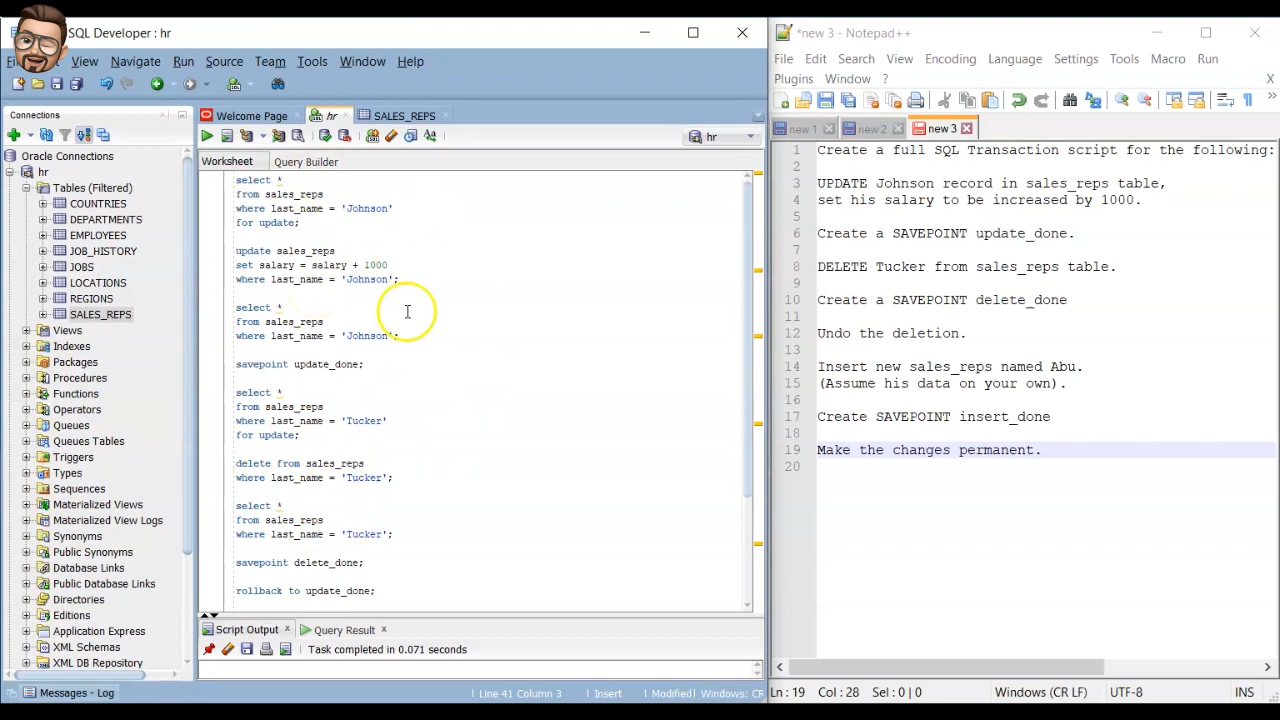 SQL Developer : hr
View Navigate Run Source Team Tools Window Help
Connections
Oracle Connections
hr
Tables (Filtered)
COUNTRIES
DEPARTMENTS
EMPLOYEES
JOB_HISTORY
JOBS
LOCATIONS
REGIONS
SALES_REPS
Views
Indexes
Packages
Procedures
Functions
Operators
Queues
Queues Tables
Triggers
Types
Sequences
Materialized Views
Materialized View Logs
Synonyms
Public Synonyms
Database Links
Public Database Links
Directories
Editions
Application Express
XML Schemas
XML DB Repository
Messages - Log
Welcome Page hr SALES_REPS
hr
Worksheet Query Builder
select *
from sales_reps
where last_name = 'Johnson'
for update;
update sales_reps
set salary = salary + 1000
where last_name = 'Johnson';
select *
from sales_reps
where last_name = 'Johnson';
savepoint update_done;
select *
from sales_reps
where last_name = 'Tucker'
for update;
delete from sales_reps
where last_name = 'Tucker';
select *
from sales_reps
where last_name = 'Tucker';
savepoint delete_done;
rollback to update_done;
Script Output Query Result
Task completed in 0.071 seconds
Line 41 Column 3 Insert Modified Windows: CR
*new 3 - Notepad++
File Edit Search View Encoding Language Settings Tools Macro Run
Plugins Window ? X
new 1 new 2 new 3
1 Create a full SQL Transaction script for the following:
2
3 UPDATE Johnson record in sales_reps table,
4 set his salary to be increased by 1000.
5
6 Create a SAVEPOINT update_done.
7
8 DELETE Tucker from sales_reps table.
9
10 Create a SAVEPOINT delete_done
11
12 Undo the deletion.
13
14 Insert new sales_reps named Abu.
15 (Assume his data on your own).
16
17 Create SAVEPOINT insert_done
18
19 Make the changes permanent.
20
Ln : 19 Col : 28 Sel : 0 | 0 Windows (CR LF) UTF-8 INS